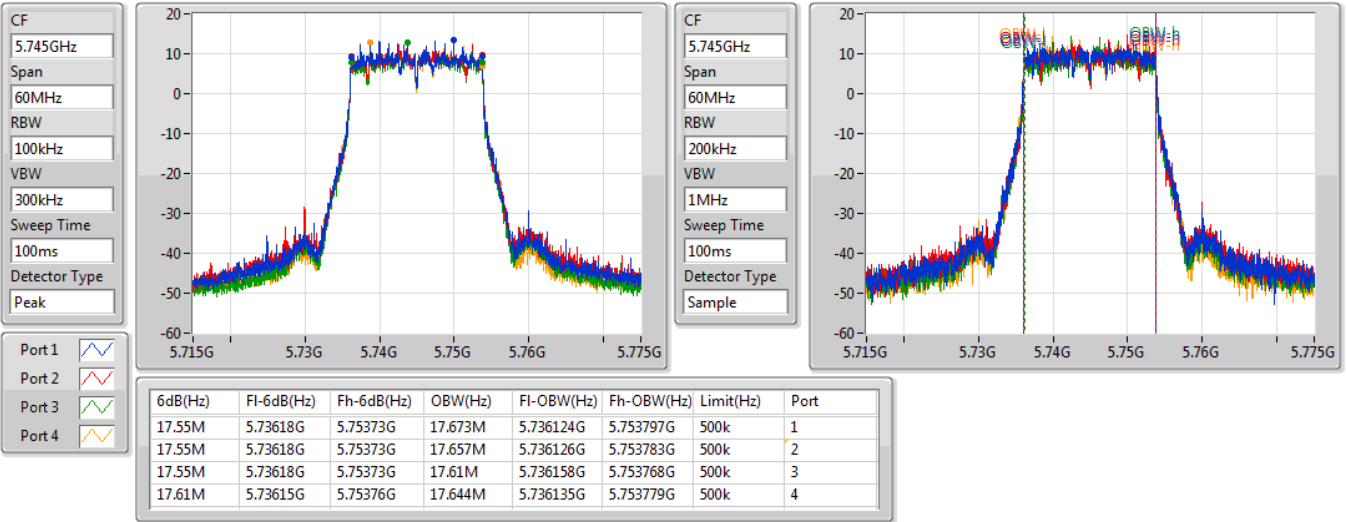 CF
5.745GHz
Span
60MHz
RBW
100kHz
VBW
300kHz
Sweep Time
100ms
Detector Type
Peak
20
10
0
-10
-20
-30
-40
-50
-60
5.715G 5.73G 5.74G 5.75G 5.76G 5.775G
CF
5.745GHz
Span
60MHz
RBW
200kHz
VBW
1MHz
Sweep Time
100ms
Detector Type
Sample
20
10
0
-10
-20
-30
-40
-50
-60
OBW-l OBW-h
5.715G 5.73G 5.74G 5.75G 5.76G 5.775G
Port 1
Port 2
Port 3
Port 4
6dB(Hz) Fl-6dB(Hz) Fh-6dB(Hz) OBW(Hz) Fl-OBW(Hz) Fh-OBW(Hz) Limit(Hz) Port
17.55M 5.73618G 5.75373G 17.673M 5.736124G 5.753797G 500k 1
17.55M 5.73618G 5.75373G 17.657M 5.736126G 5.753783G 500k 2
17.55M 5.73618G 5.75373G 17.61M 5.736158G 5.753768G 500k 3
17.61M 5.73615G 5.75376G 17.644M 5.736135G 5.753779G 500k 4